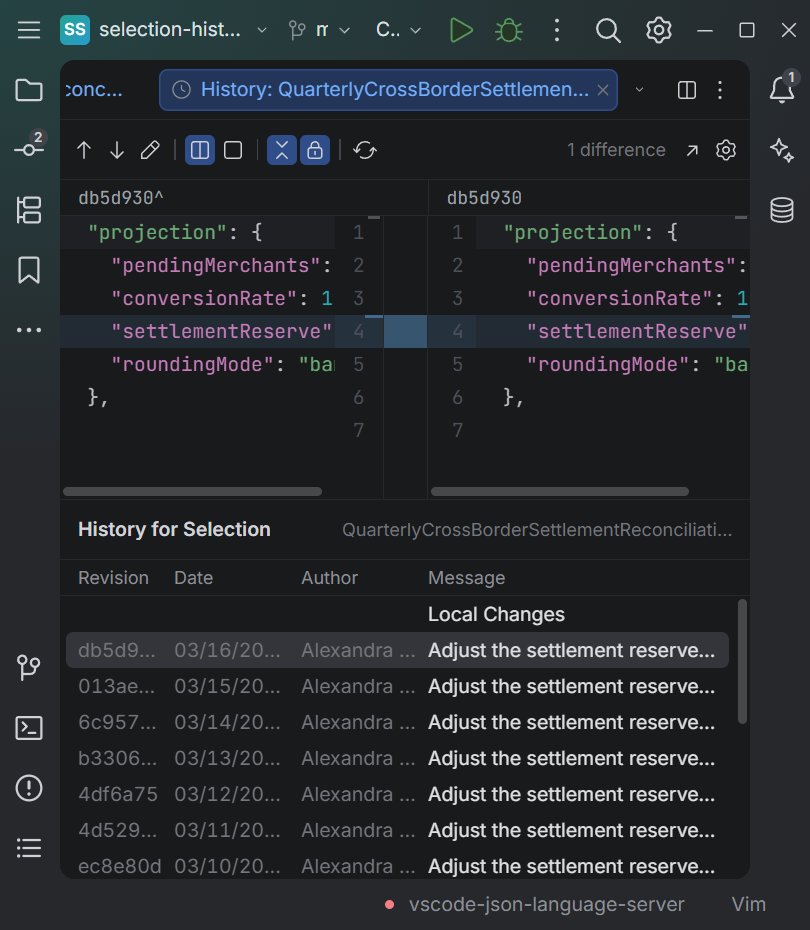 SS selection-hist... m C..
conc... History: QuarterlyCrossBorderSettlemen... 1
2
1 difference
db5d930^ db5d930
"projection": { 1 1 "projection": {
"pendingMerchants": 2 2 "pendingMerchants":
"conversionRate": 1 3 3 "conversionRate": 1
"settlementReserve" 4 4 "settlementReserve"
"roundingMode": "ba 5 5 "roundingMode": "ba
}, 6 6 },
7 7
History for Selection QuarterlyCrossBorderSettlementReconciliati...
Revision Date Author Message
Local Changes
db5d9... 03/16/20... Alexandra ... Adjust the settlement reserve...
013ae... 03/15/20... Alexandra ... Adjust the settlement reserve...
6c957... 03/14/20... Alexandra ... Adjust the settlement reserve...
b3306... 03/13/20... Alexandra ... Adjust the settlement reserve...
4df6a75 03/12/20... Alexandra ... Adjust the settlement reserve...
4d529... 03/11/20... Alexandra ... Adjust the settlement reserve...
ec8e80d 03/10/20... Alexandra ... Adjust the settlement reserve...
vscode-json-language-server Vim